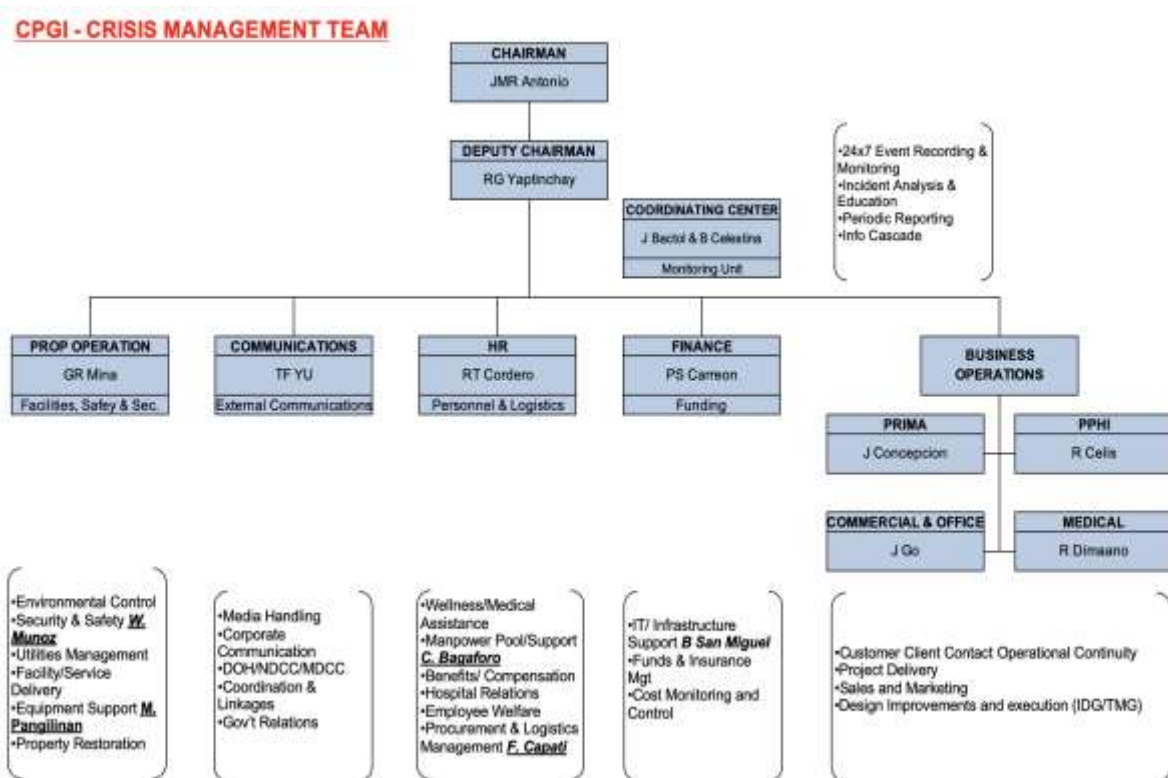 CPGI - CRISIS MANAGEMENT TEAM
CHAIRMAN
JMR Antonio
DEPUTY CHAIRMAN
RG Yaptinchay
COORDINATING CENTER
J Bactol & B Celestina
Monitoring Unit
•24x7 Event Recording &
Monitoring
•Incident Analysis &
Education
•Periodic Reporting
•Info Cascade
PROP OPERATION
GR Mina
Facilities, Safey & Sec.
COMMUNICATIONS
TF YU
External Communications
HR
RT Cordero
Personnel & Logistics
FINANCE
PS Carreon
Funding
BUSINESS
OPERATIONS
PRIMA
J Concepcion
PPHI
R Celis
COMMERCIAL & OFFICE
J Go
MEDICAL
R Dimaano
•Environmental Control
•Security & Safety W.
Munoz
•Utilities Management
•Facility/Service
Delivery
•Equipment Support M.
Pangilinan
•Property Restoration
•Media Handling
•Corporate
Communication
•DOH/NDCC/MDCC
•Coordination &
Linkages
•Gov't Relations
•Wellness/Medical
Assistance
•Manpower Pool/Support
C. Bagaforo
•Benefits/ Compensation
•Hospital Relations
•Employee Welfare
•Procurement & Logistics
Management F. Capati
•IT/ Infrastructure
Support B San Miguel
•Funds & Insurance
Mgt
•Cost Monitoring and
Control
•Customer Client Contact Operational Continuity
•Project Delivery
•Sales and Marketing
•Design Improvements and execution (IDG/TMG)